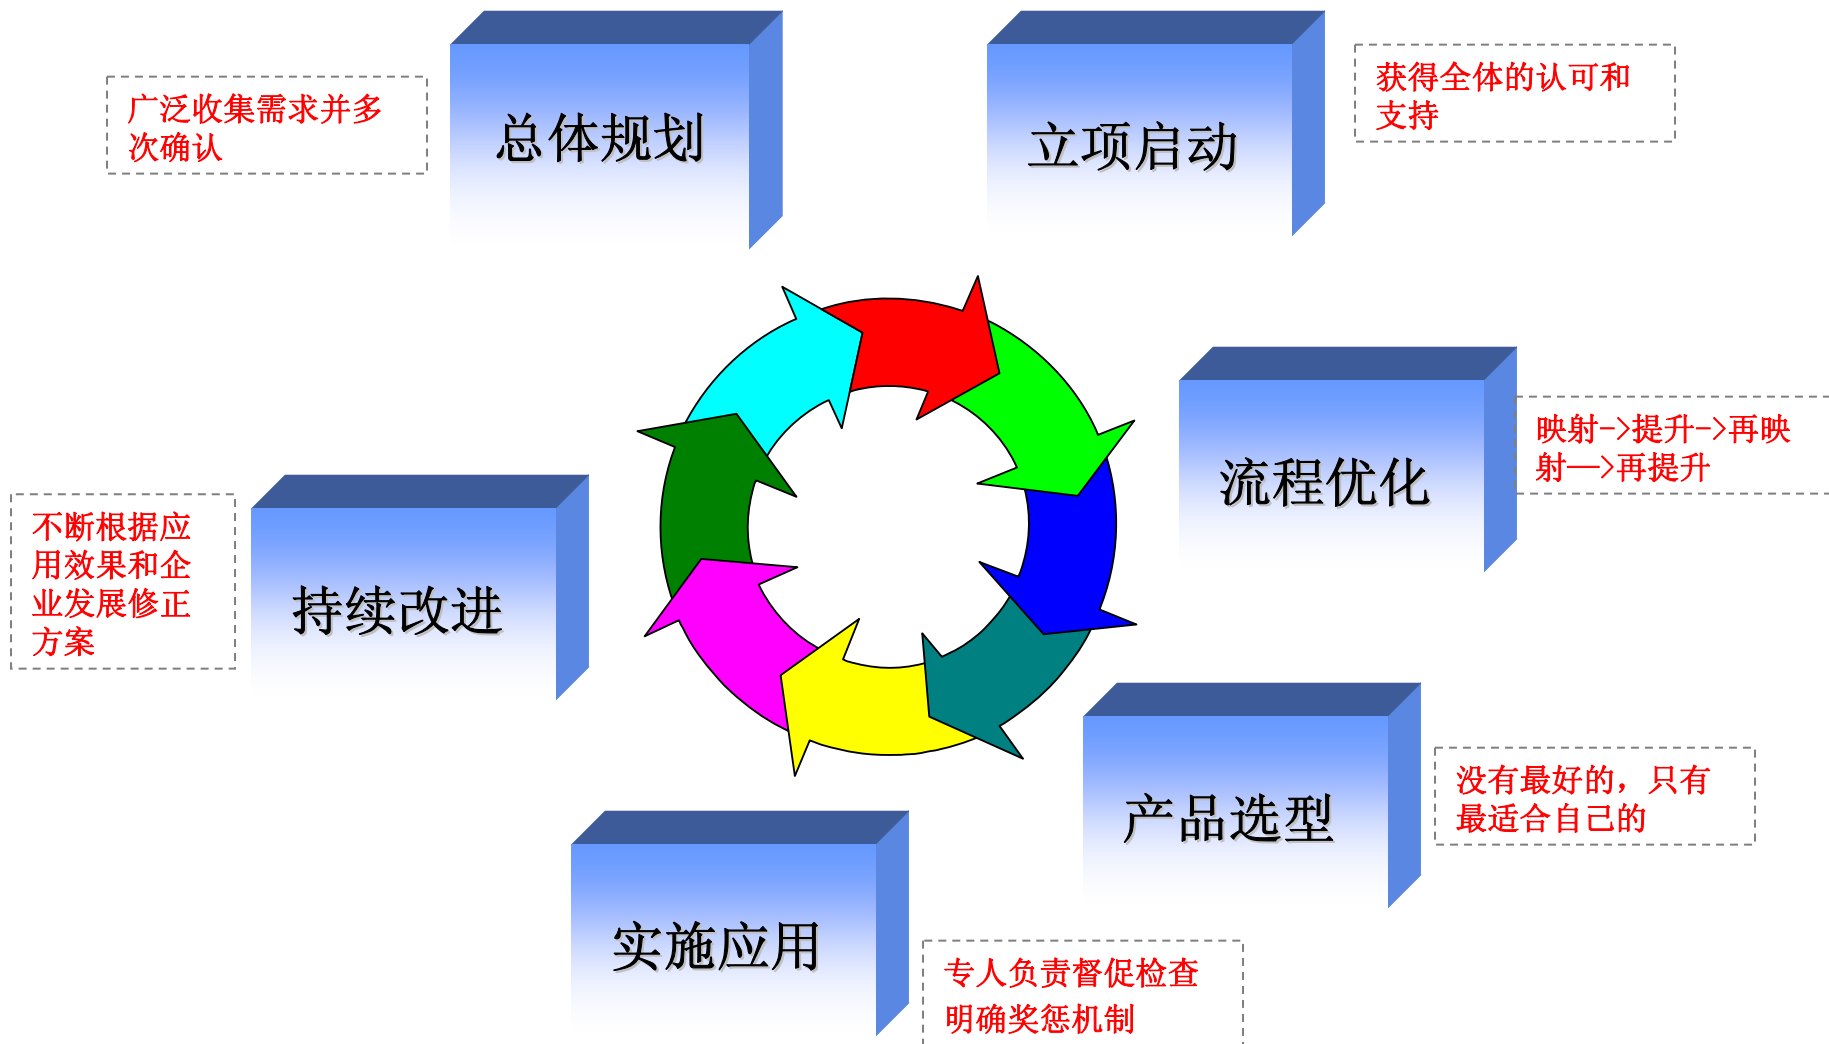 广泛收集需求并多
次确认
总体规划
立项启动
获得全体的认可和
支持
流程优化
映射->提升->再映
射—>再提升
不断根据应
用效果和企
业发展修正
方案
持续改进
产品选型
没有最好的，只有
最适合自己的
实施应用
专人负责督促检查
明确奖惩机制